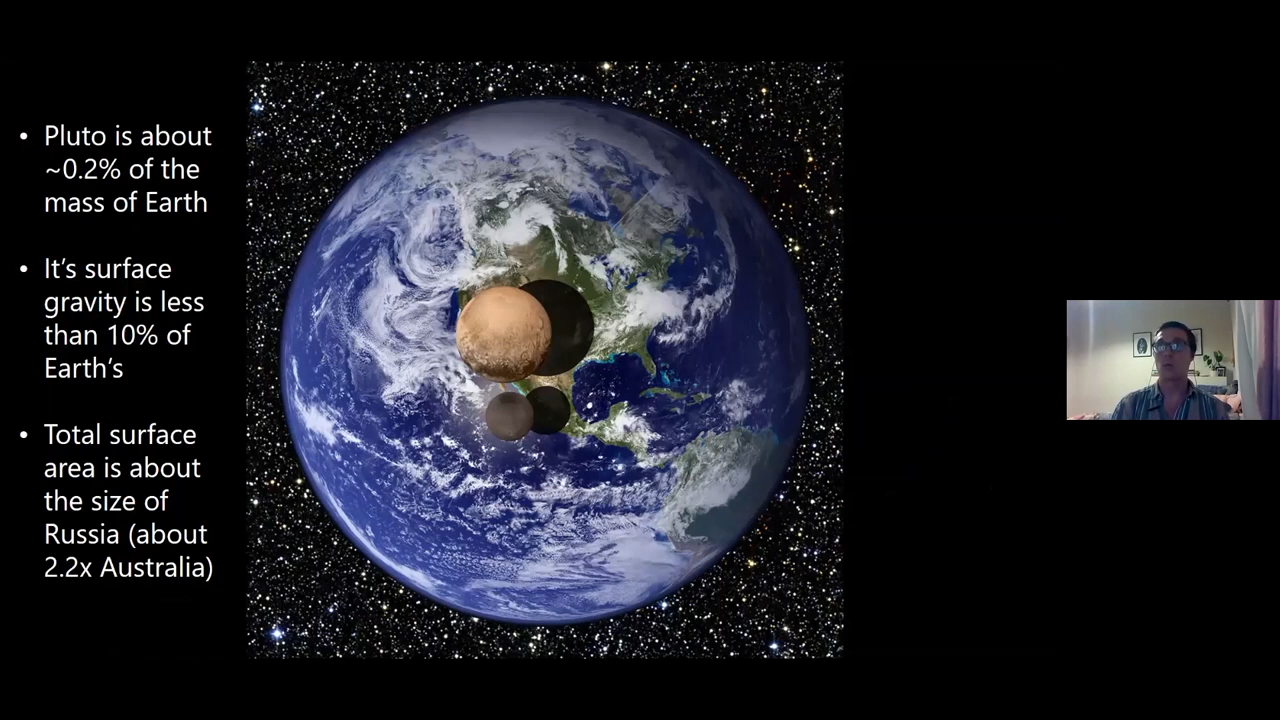 • Pluto is about
~0.2% of the
mass of Earth
• It’s surface
gravity is less
than 10% of
Earth’s
• Total surface
area is about
the size of
Russia (about
2.2x Australia)